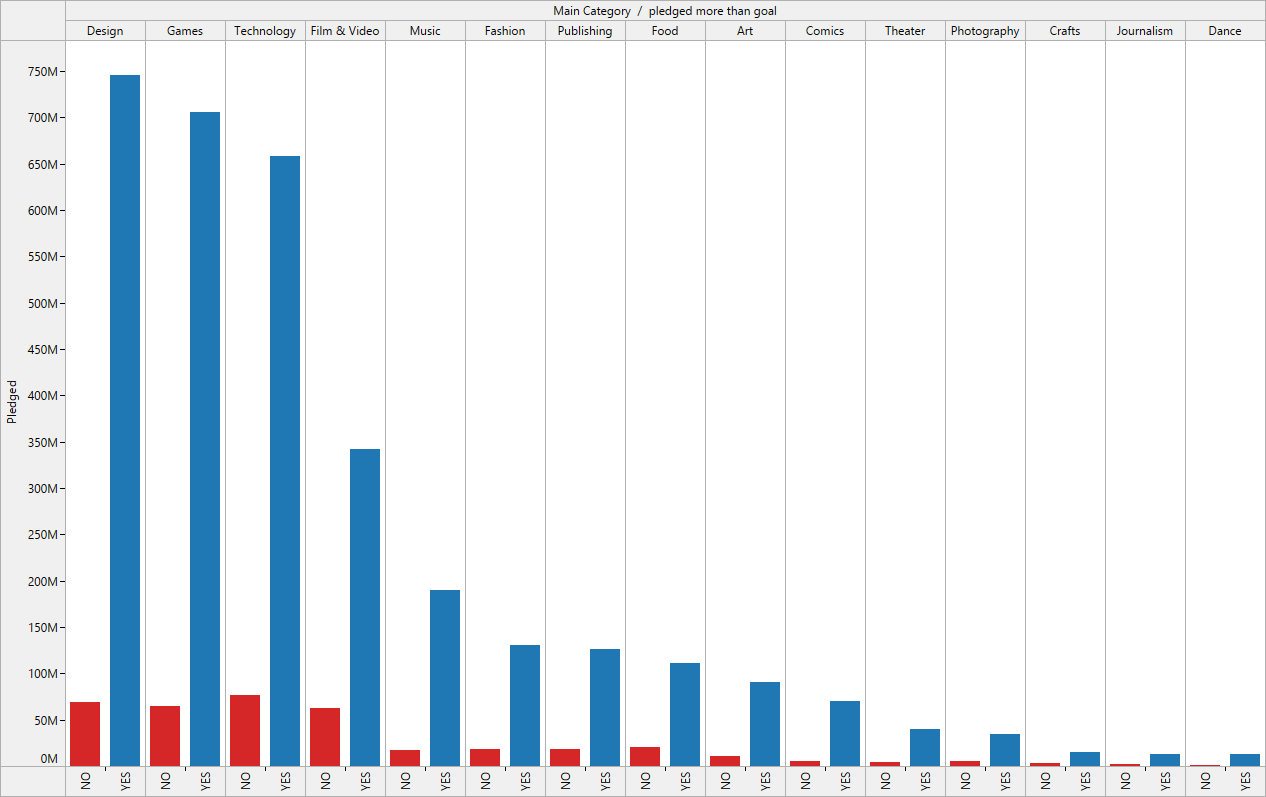 Main Category / pledged more than goal
Design Games Technology Film & Video Music Fashion Publishing Food Art Comics Theater Photography Crafts Journalism Dance
750M
700M
650M
600M
550M
500M
450M
400M
350M
300M
250M
200M
150M
100M
50M
0M
Pledged
NO YES NO YES NO YES NO YES NO YES NO YES NO YES NO YES NO YES NO YES NO YES NO YES NO YES NO YES NO YES